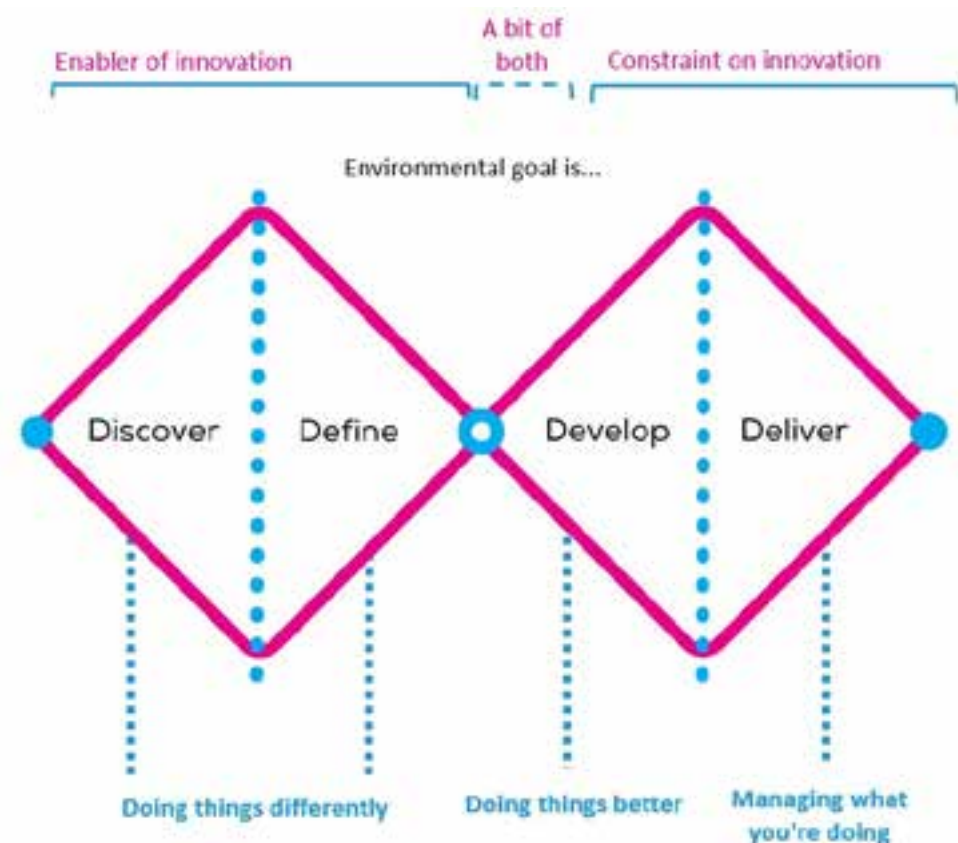 A bit of
both
Enabler of innovation
Constraint on innovation
Environmental goal is...
Discover
Define
Develop
Deliver
Doing things differently
Doing things better
Managing what
you're doing